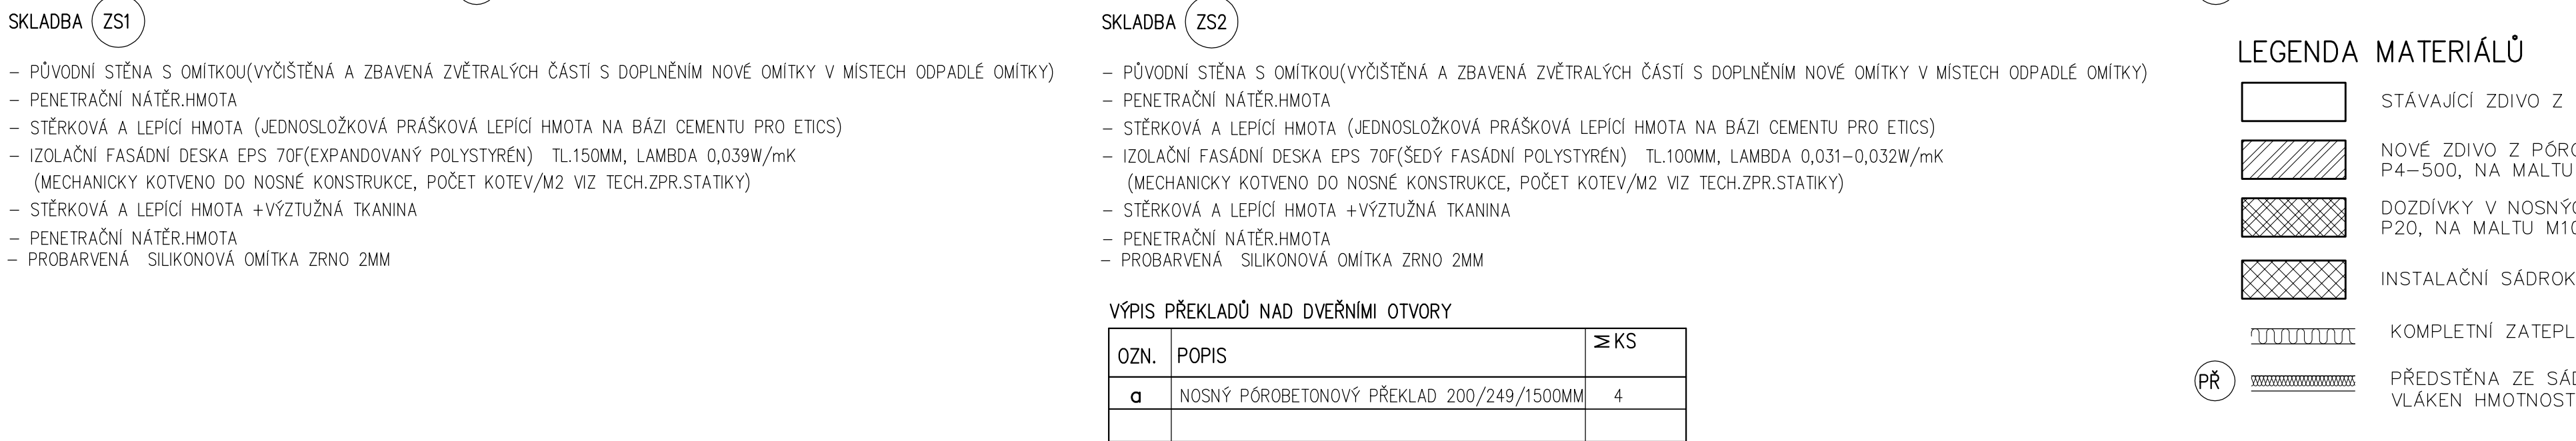 SKLADBA ZS1
– PŮVODNÍ STĚNA S OMÍTKOU(VYČIŠTĚNÁ A ZBAVENÁ ZVĚTRALÝCH ČÁSTÍ S DOPLNĚNÍM NOVÉ OMÍTKY V MÍSTECH ODPADLÉ OMÍTKY)
– PENETRAČNÍ NÁTĚR.HMOTA
– STĚRKOVÁ A LEPÍCÍ HMOTA (JEDNOSLOŽKOVÁ PRÁŠKOVÁ LEPÍCÍ HMOTA NA BÁZI CEMENTU PRO ETICS)
– IZOLAČNÍ FASÁDNÍ DESKA EPS 70F(EXPANDOVANÝ POLYSTYRÉN) TL.150MM, LAMBDA 0,039W/mK
(MECHANICKY KOTVENO DO NOSNÉ KONSTRUKCE, POČET KOTEV/M2 VIZ TECH.ZPR.STATIKY)
– STĚRKOVÁ A LEPÍCÍ HMOTA +VÝZTUŽNÁ TKANINA
– PENETRAČNÍ NÁTĚR.HMOTA
– PROBARVENÁ SILIKONOVÁ OMÍTKA ZRNO 2MM
SKLADBA ZS2
– PŮVODNÍ STĚNA S OMÍTKOU(VYČIŠTĚNÁ A ZBAVENÁ ZVĚTRALÝCH ČÁSTÍ S DOPLNĚNÍM NOVÉ OMÍTKY V MÍSTECH ODPADLÉ OMÍTKY)
– PENETRAČNÍ NÁTĚR.HMOTA
– STĚRKOVÁ A LEPÍCÍ HMOTA (JEDNOSLOŽKOVÁ PRÁŠKOVÁ LEPÍCÍ HMOTA NA BÁZI CEMENTU PRO ETICS)
– IZOLAČNÍ FASÁDNÍ DESKA EPS 70F(ŠEDÝ FASÁDNÍ POLYSTYRÉN) TL.100MM, LAMBDA 0,031–0,032W/mK
(MECHANICKY KOTVENO DO NOSNÉ KONSTRUKCE, POČET KOTEV/M2 VIZ TECH.ZPR.STATIKY)
– STĚRKOVÁ A LEPÍCÍ HMOTA +VÝZTUŽNÁ TKANINA
– PENETRAČNÍ NÁTĚR.HMOTA
– PROBARVENÁ SILIKONOVÁ OMÍTKA ZRNO 2MM
VÝPIS PŘEKLADŮ NAD DVEŘNÍMI OTVORY
OZN. POPIS Σ KS
a NOSNÝ PÓROBETONOVÝ PŘEKLAD 200/249/1500MM 4
LEGENDA MATERIÁLŮ
STÁVAJÍCÍ ZDIVO Z
NOVÉ ZDIVO Z
P4–500, NA MALTU
DOZDÍVKY V
P20, NA MALTU
INSTALAČNÍ
KOMPLETNÍ
PŘ PŘEDSTĚNA ZE
VLÁKEN